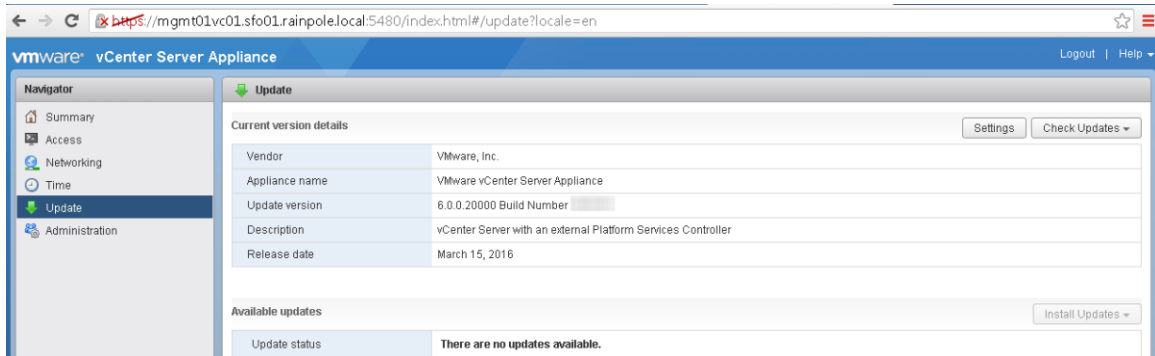 https://mgmt01vc01.sfo01.rainpole.local:5480/index.html#/update?locale=en
vmware® vCenter Server Appliance
Logout | Help
Navigator
Update
Summary
Access
Networking
Time
Update
Administration
Current version details
Settings
Check Updates
Vendor VMware, Inc.
Appliance name VMware vCenter Server Appliance
Update version 6.0.0.20000 Build Number
Description vCenter Server with an external Platform Services Controller
Release date March 15, 2016
Available updates
Install Updates
Update status There are no updates available.